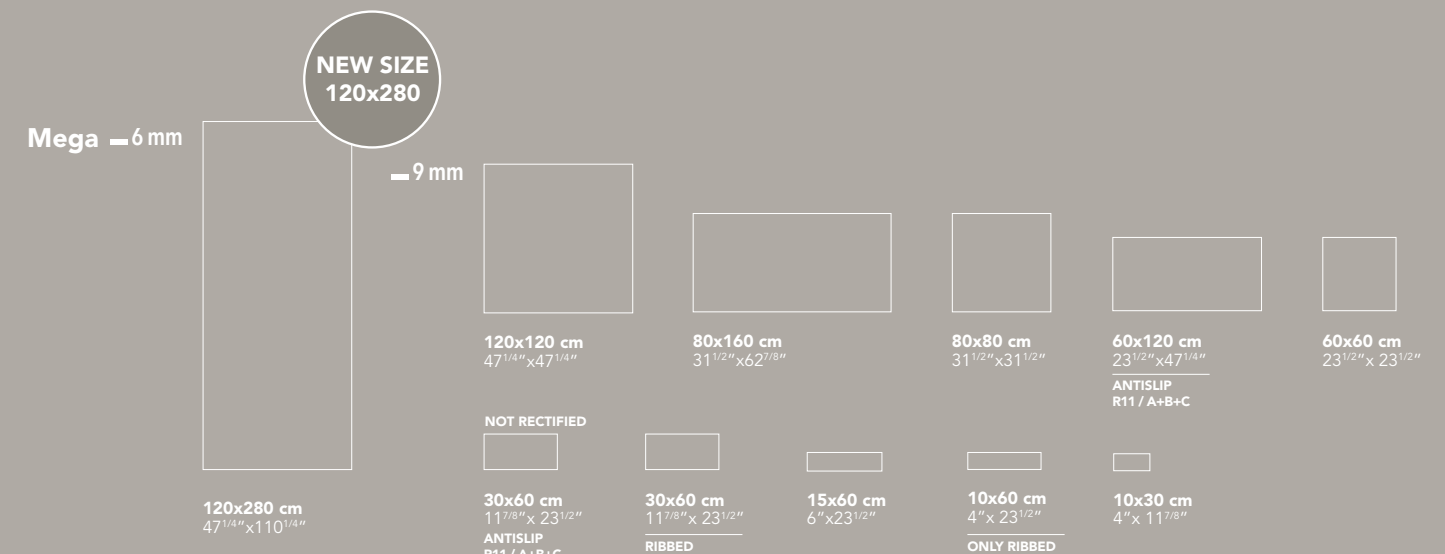 NEW SIZE
120x280
Mega 6 mm
9 mm
120x120 cm
47 1/4”x47 1/4”
80x160 cm
31 1/2”x62 7/8”
80x80 cm
31 1/2”x31 1/2”
60x120 cm
23 1/2”x47 1/4”
ANTISLIP
R11 / A+B+C
60x60 cm
23 1/2”x 23 1/2”
120x280 cm
47 1/4”x110 1/4”
NOT RECTIFIED
30x60 cm
11 7/8”x 23 1/2”
ANTISLIP
R11 / A+B+C
30x60 cm
11 7/8”x 23 1/2”
RIBBED
15x60 cm
6”x23 1/2”
10x60 cm
4”x 23 1/2”
ONLY RIBBED
10x30 cm
4”x 11 7/8”